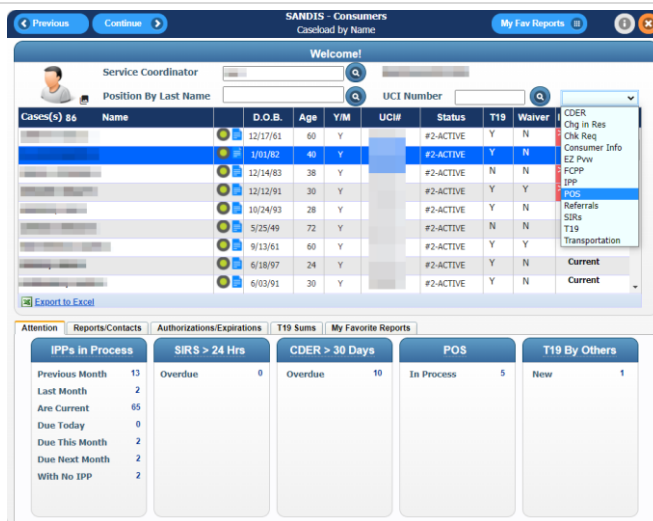 SANDIS - Consumers
Previous Continue Caseload by Name My Fav Reports
Welcome!
Service Coordinator
Position By Last Name UCI Number
Cases(s) 86 Name D.O.B. Age Y/M UCI# Status T19 Waiver
12/17/61 60 Y #2-ACTIVE Y N
1/01/82 40 Y #2-ACTIVE Y N
12/14/83 38 Y #2-ACTIVE N N
12/12/91 30 Y #2-ACTIVE Y Y
10/24/93 28 Y #2-ACTIVE Y N
5/25/49 72 Y #2-ACTIVE N N
9/13/61 60 Y #2-ACTIVE Y Y
6/18/97 24 Y #2-ACTIVE Y N Current
6/03/91 30 Y #2-ACTIVE Y N Current
CDER
Chg in Res
Chk Req
Consumer Info
EZ Pvw
FCPP
IPP
POS
Referrals
SIRs
T19
Transportation
Export to Excel
Attention Reports/Contacts Authorizations/Expirations T19 Sums My Favorite Reports
IPPs in Process
Previous Month 13
Last Month 2
Are Current 65
Due Today 0
Due This Month 2
Due Next Month 2
With No IPP 2
SIRS > 24 Hrs
Overdue 0
CDER > 30 Days
Overdue 10
POS
In Process 5
T19 By Others
New 1